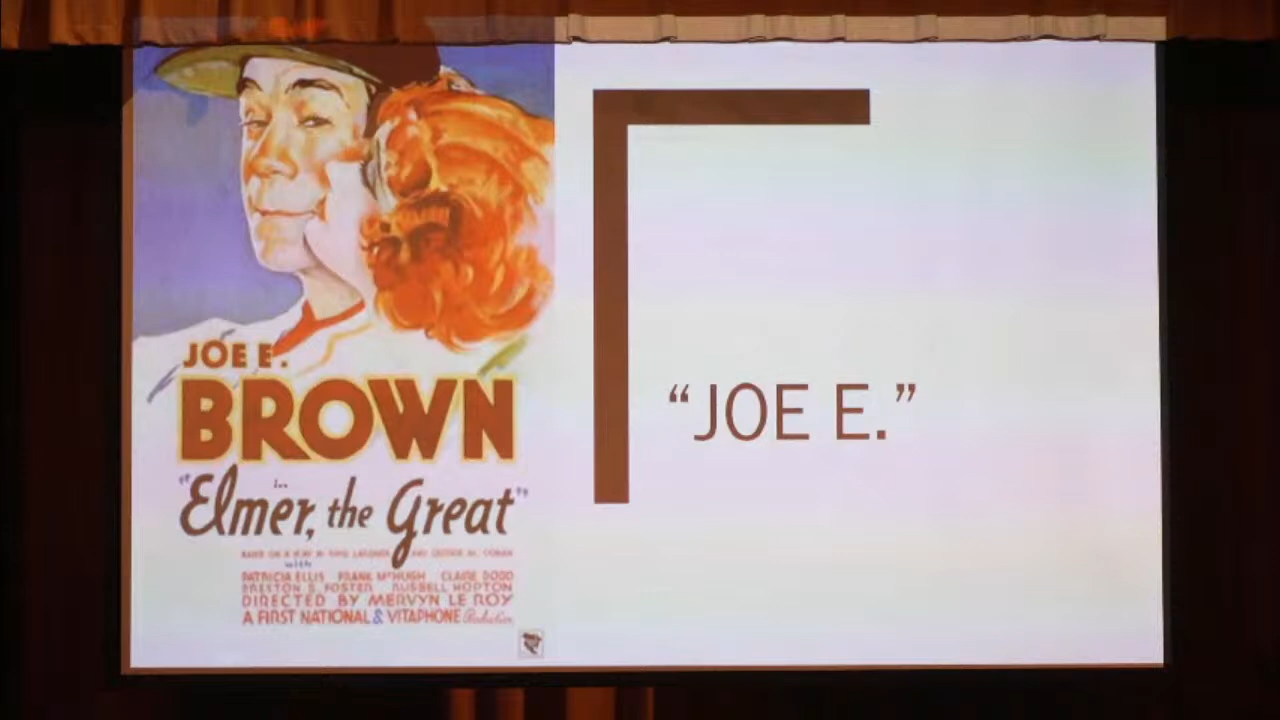 JOE E.
BROWN
in
"Elmer, the Great"
BASED ON A PLAY BY RING LARDNER AND GEORGE M. COHAN
with
PATRICIA ELLIS FRANK McHUGH CLAIRE DODD
PRESTON S. FOSTER RUSSELL HOPTON
DIRECTED BY MERVYN LE ROY
A FIRST NATIONAL & VITAPHONE Production
“JOE E.”